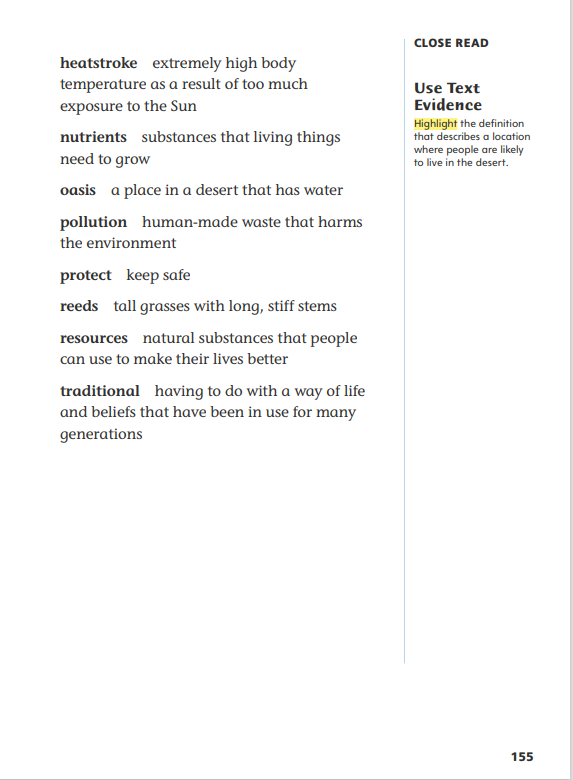 heatstroke extremely high body
temperature as a result of too much
exposure to the Sun
nutrients substances that living things
need to grow
oasis a place in a desert that has water
pollution human-made waste that harms
the environment
protect keep safe
reeds tall grasses with long, stiff stems
resources natural substances that people
can use to make their lives better
traditional having to do with a way of life
and beliefs that have been in use for many
generations
CLOSE READ
Use Text
Evidence
Highlight the definition
that describes a location
where people are likely
to live in the desert.
155